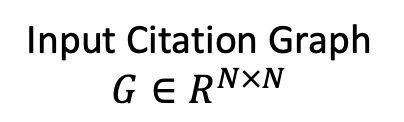 Input Citation Graph
G ∈ R^{N×N}